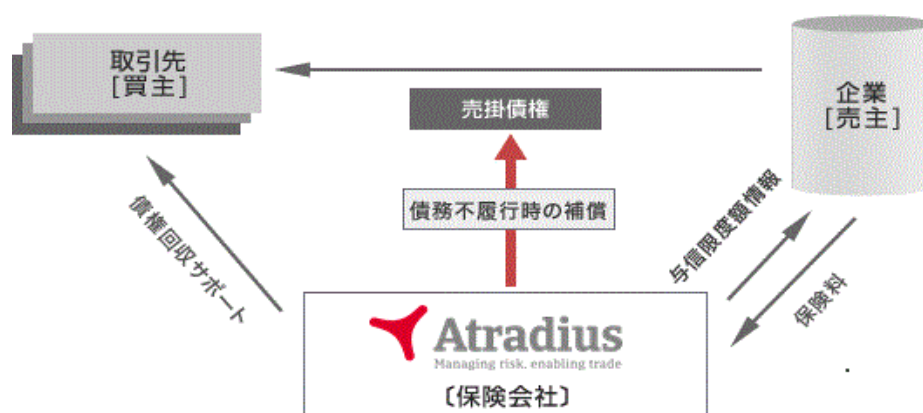 取引先
[買主]
企業
[売主]
売掛債権
債務不履行時の補償
債権回収サポート
与信限度額情報
保険料
Atradius
Managing risk, enabling trade
〔保険会社〕